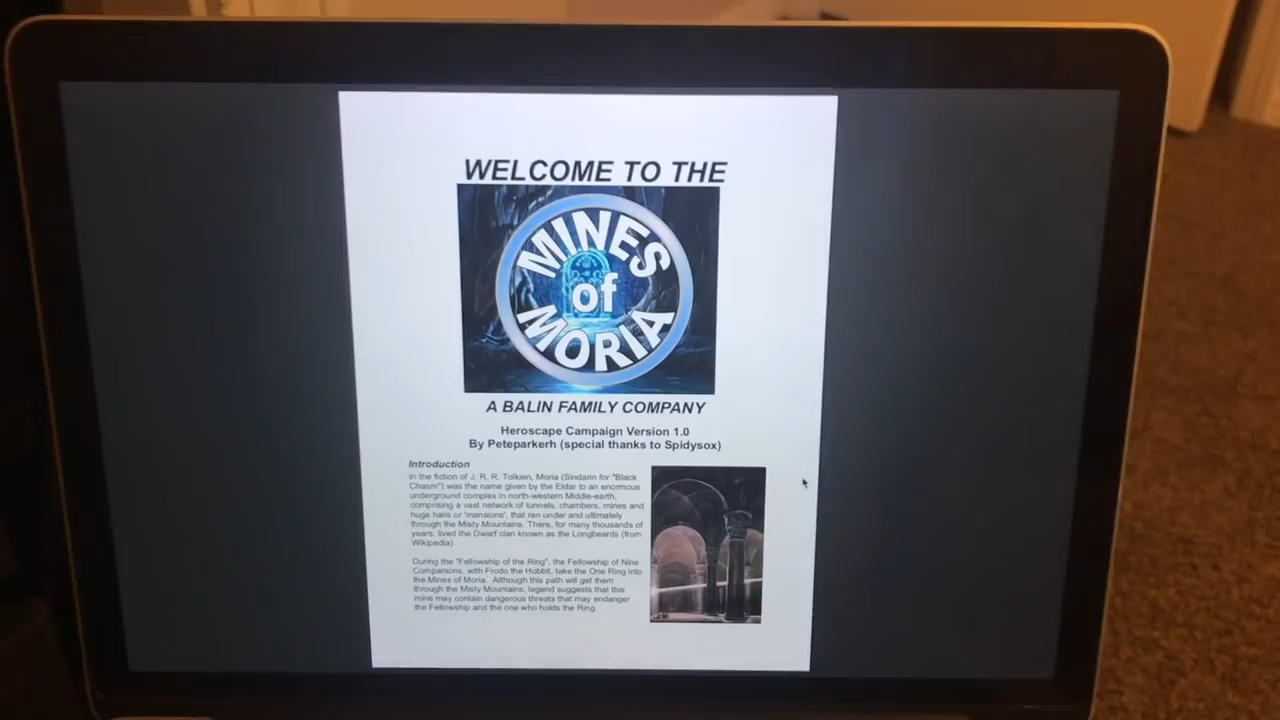 WELCOME TO THE
MINES
of
MORIA
A BALIN FAMILY COMPANY
Heroscape Campaign Version 1.0
By Peteparkerh (special thanks to Spidysox)
Introduction
In the fiction of J. R. R. Tolkien, Moria (Sindarin for "Black
Chasm") was the name given by the Eldar to an enormous
underground complex in north-western Middle-earth,
comprising a vast network of tunnels, chambers, mines and
huge halls or 'mansions', that ran under and ultimately
through the Misty Mountains. There, for many thousands of
years, lived the Dwarf clan known as the Longbeards (from
Wikipedia)
During the "Fellowship of the Ring", the Fellowship of Nine
Companions, with Frodo the Hobbit, take the One Ring into
the Mines of Moria. Although this path will get them
through the Misty Mountains, legend suggests that this
mine may contain dangerous threats that may endanger
the Fellowship and the one who holds the Ring.